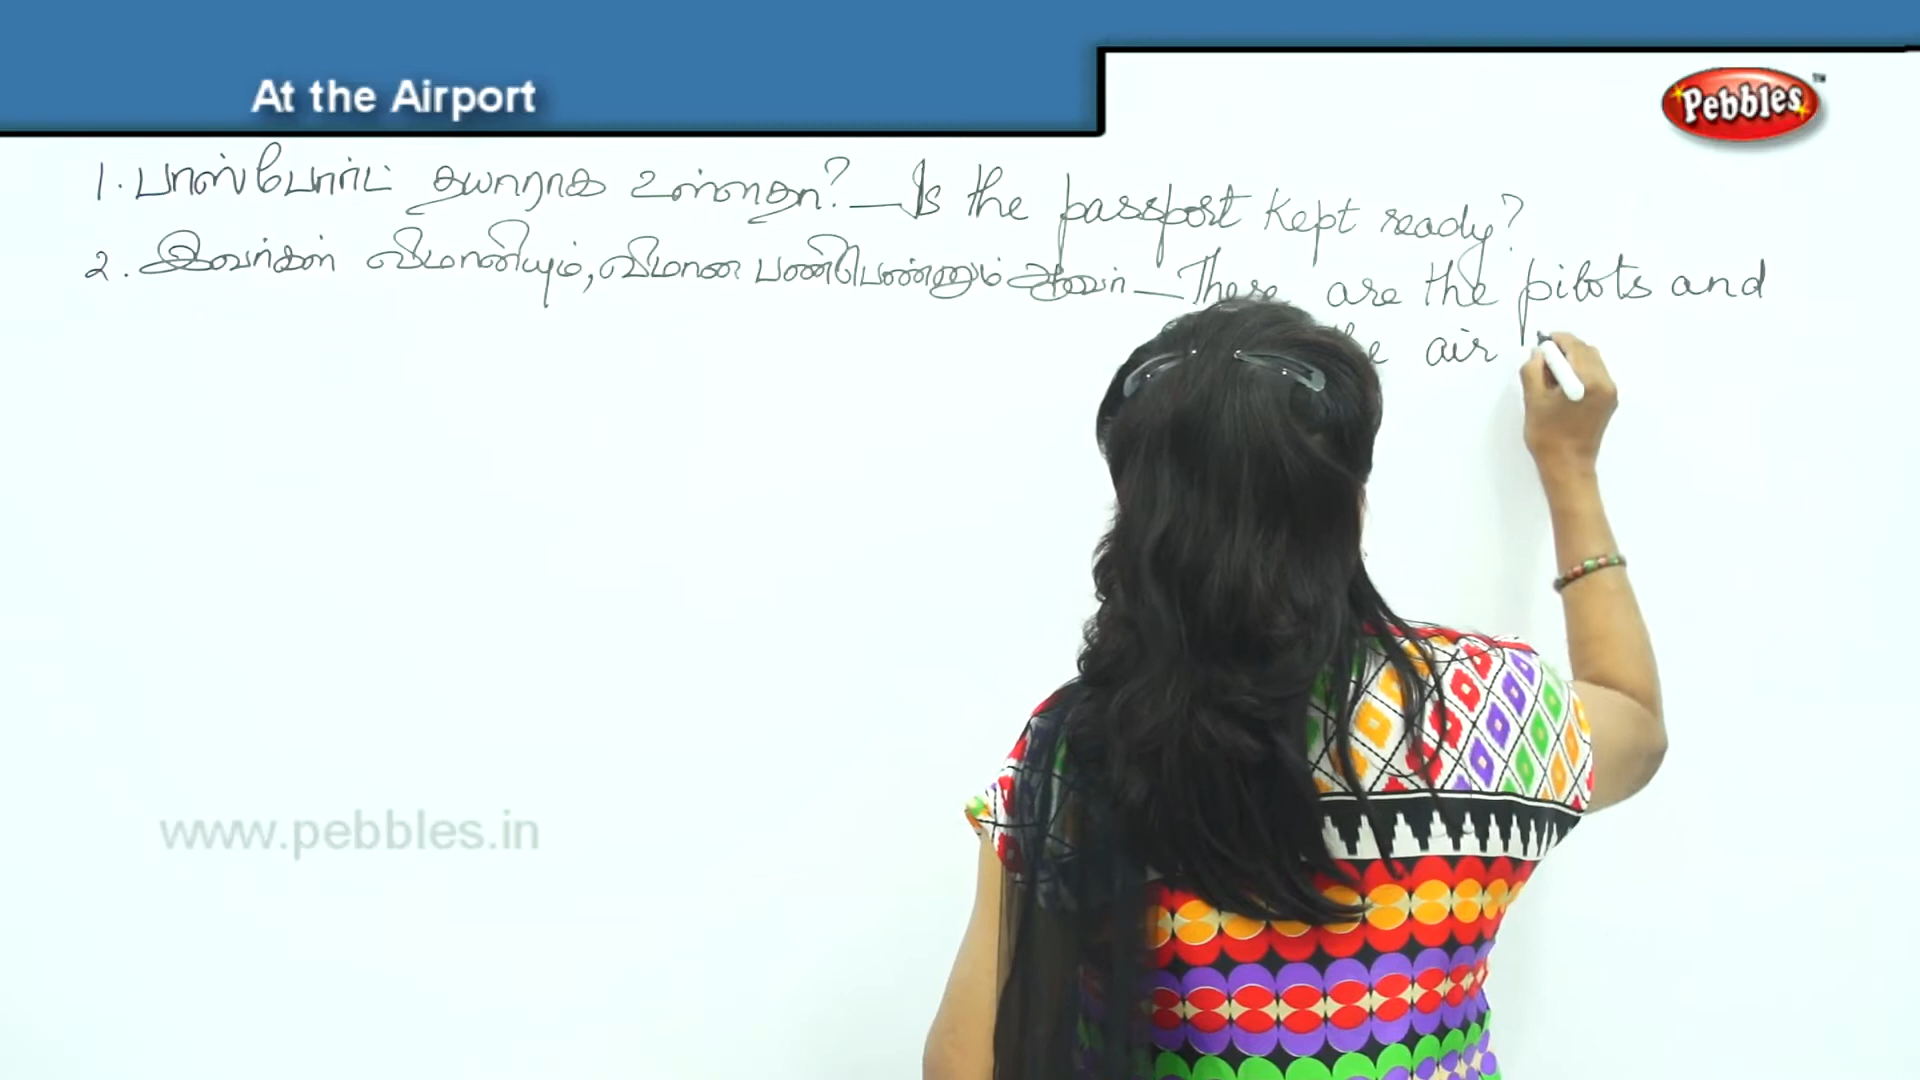 At the Airport
Pebbles
TM
1. பாஸ்போர்ட் தயாராக உள்ளதா? — Is the passport kept ready?
2. இவர்கள் விமானியும், விமான பணிபெண்ணும் ஆவர் — These are the pilots and
air
www.pebbles.in